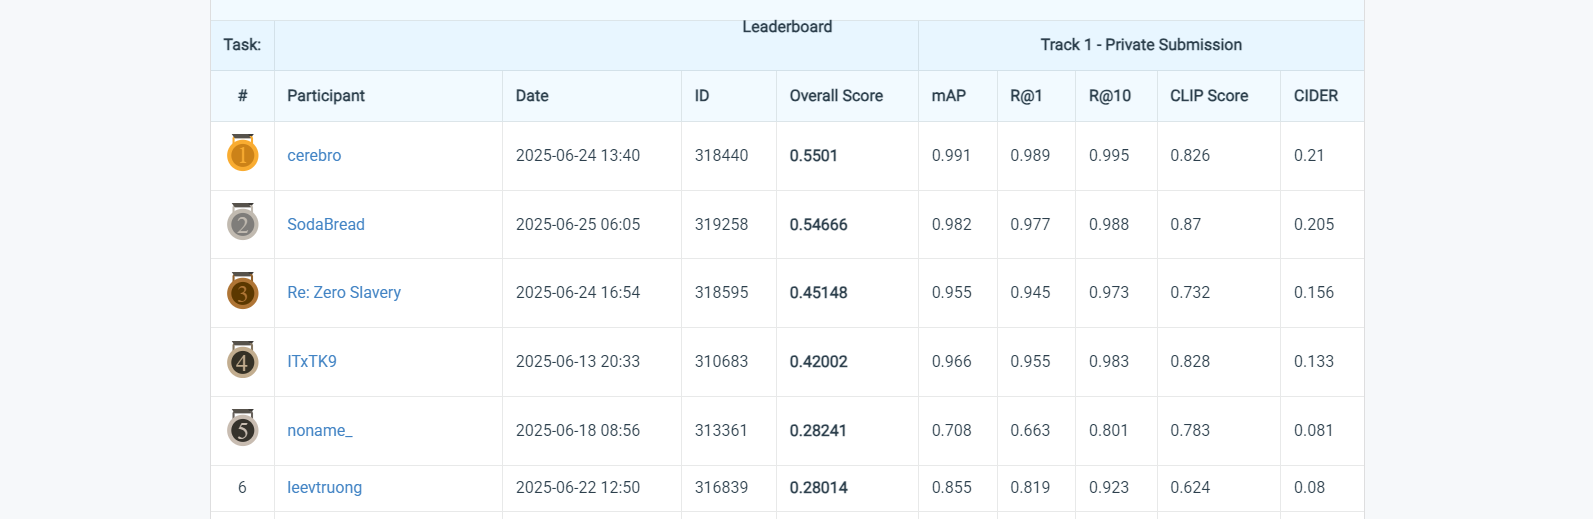 Leaderboard
Task: Track 1 - Private Submission
# Participant Date ID Overall Score mAP R@1 R@10 CLIP Score CIDER
1 cerebro 2025-06-24 13:40 318440 0.5501 0.991 0.989 0.995 0.826 0.21
2 SodaBread 2025-06-25 06:05 319258 0.54666 0.982 0.977 0.988 0.87 0.205
3 Re: Zero Slavery 2025-06-24 16:54 318595 0.45148 0.955 0.945 0.973 0.732 0.156
4 ITxTK9 2025-06-13 20:33 310683 0.42002 0.966 0.955 0.983 0.828 0.133
5 noname_ 2025-06-18 08:56 313361 0.28241 0.708 0.663 0.801 0.783 0.081
6 leevtruong 2025-06-22 12:50 316839 0.28014 0.855 0.819 0.923 0.624 0.08